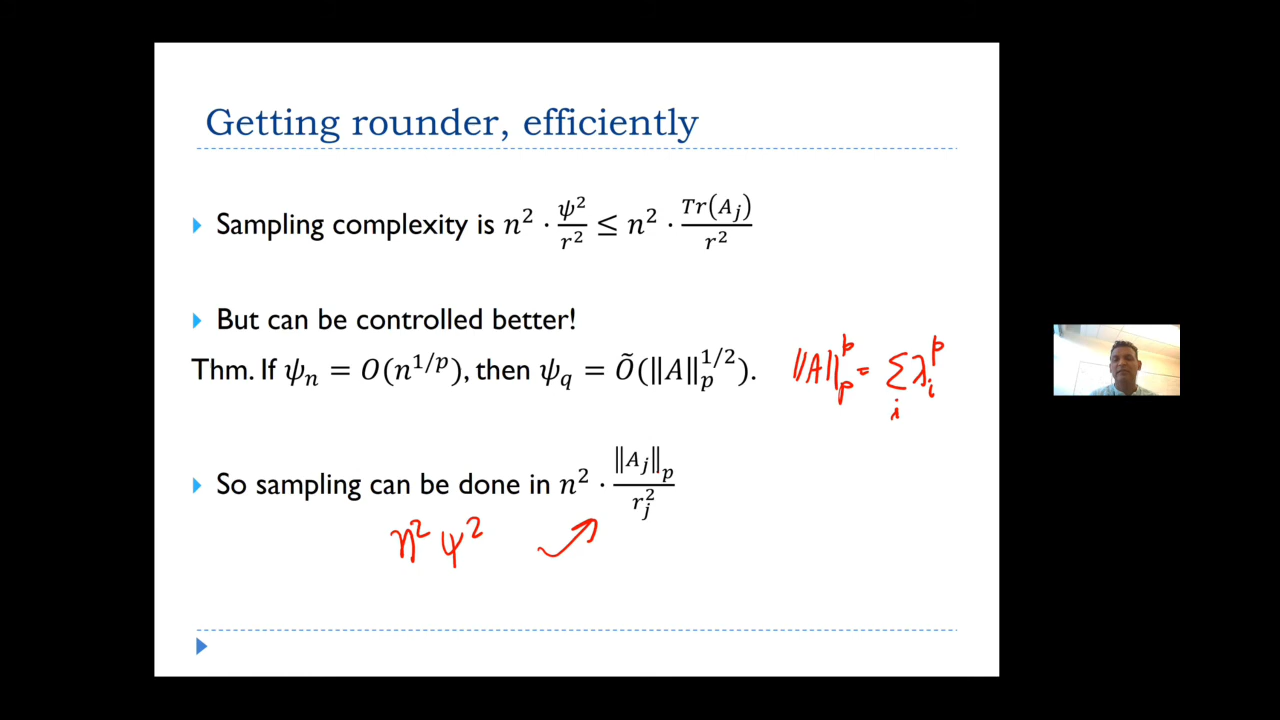 Getting rounder, efficiently
Sampling complexity is n² · ψ²/r² ≤ n² · Tr(A_j)/r²
But can be controlled better!
Thm. If ψ_n = O(n^{1/p}), then ψ_q = Õ(‖A‖_p^{1/2}). ‖A‖_p^p = Σ_i λ_i^p
So sampling can be done in n² · ‖A_j‖_p/r_j²
n² ψ²